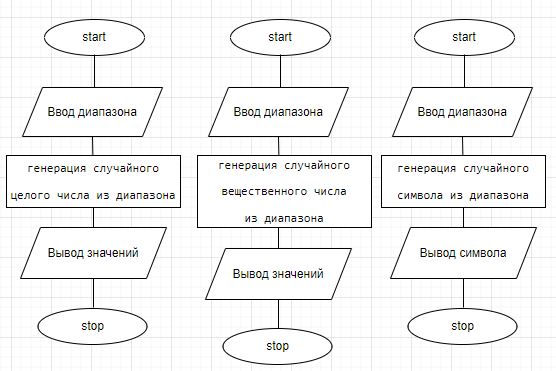 start
Ввод диапазона
генерация случайного
целого числа из диапазона
Вывод значений
stop
start
Ввод диапазона
генерация случайного
вещественного числа
из диапазона
Вывод значений
stop
start
Ввод диапазона
генерация случайного
символа из диапазона
Вывод символа
stop